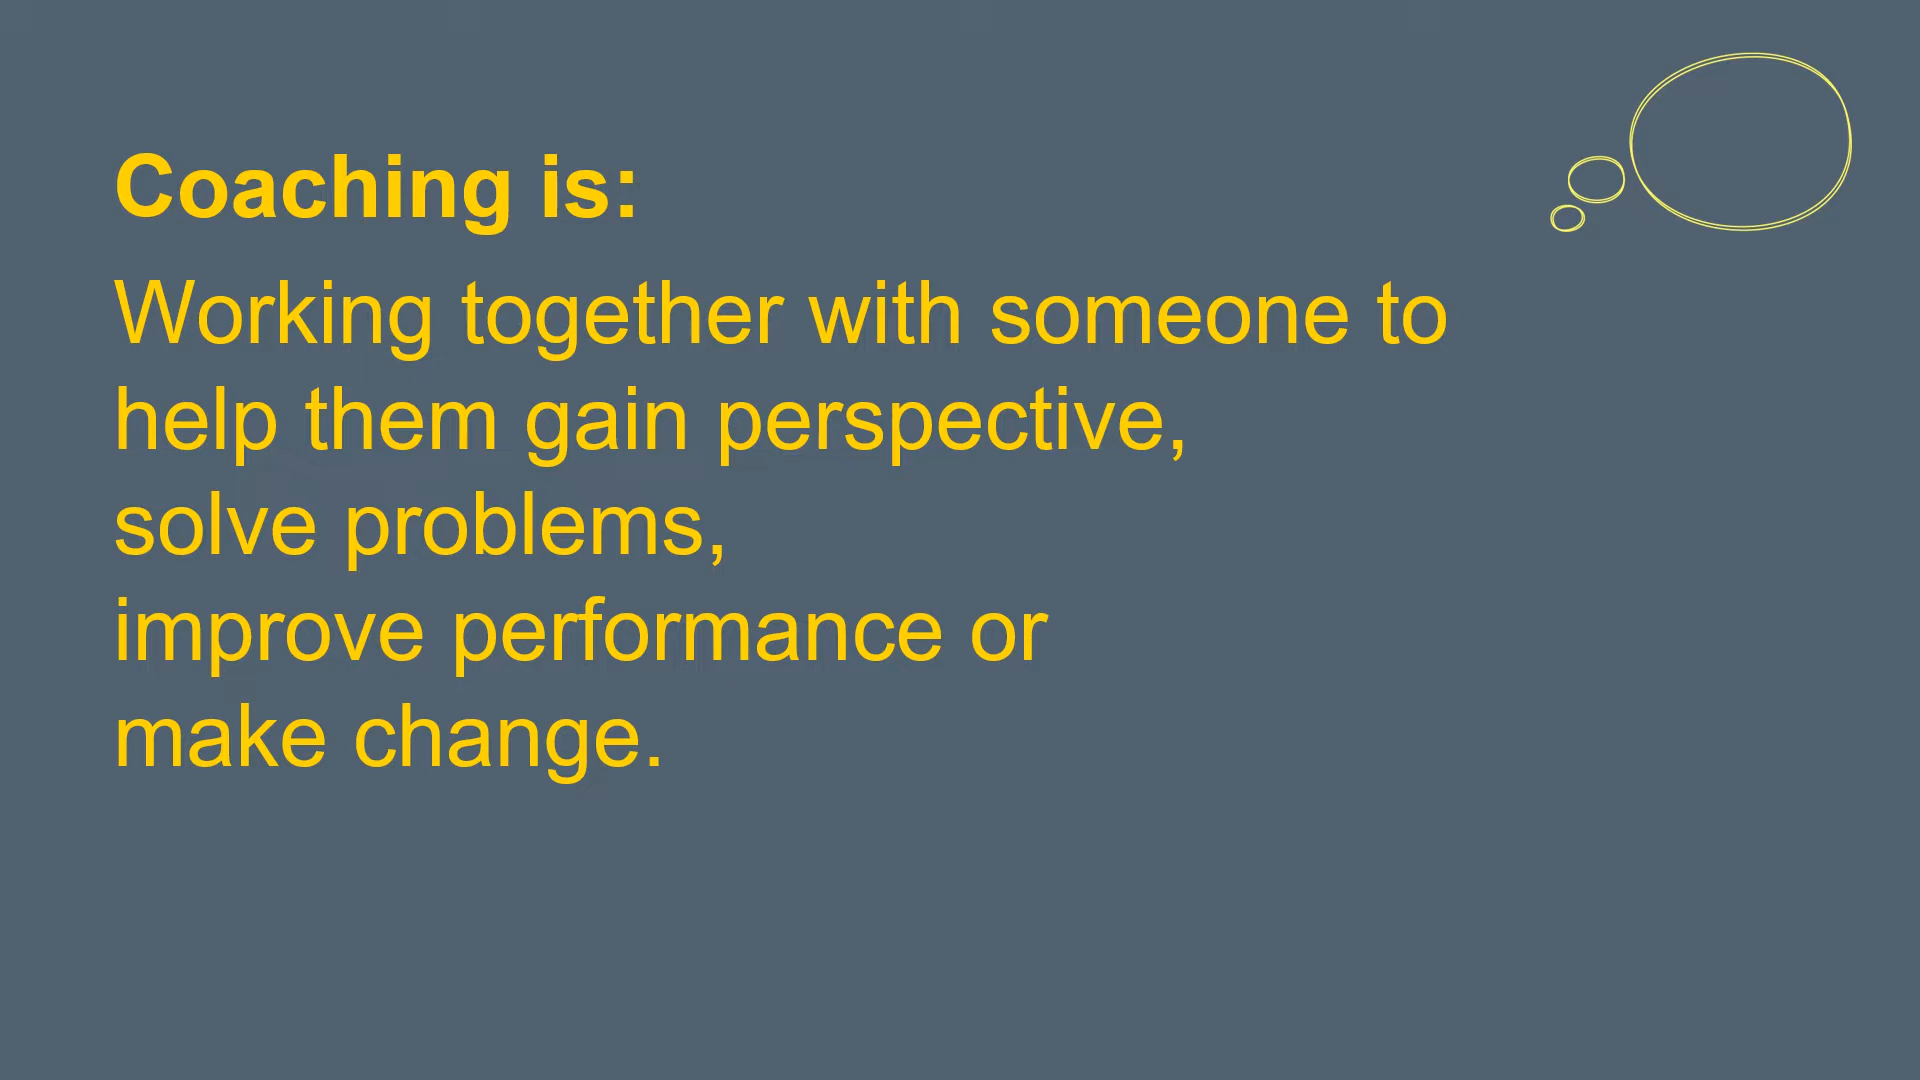 Coaching is:
Working together with someone to
help them gain perspective,
solve problems,
improve performance or
make change.